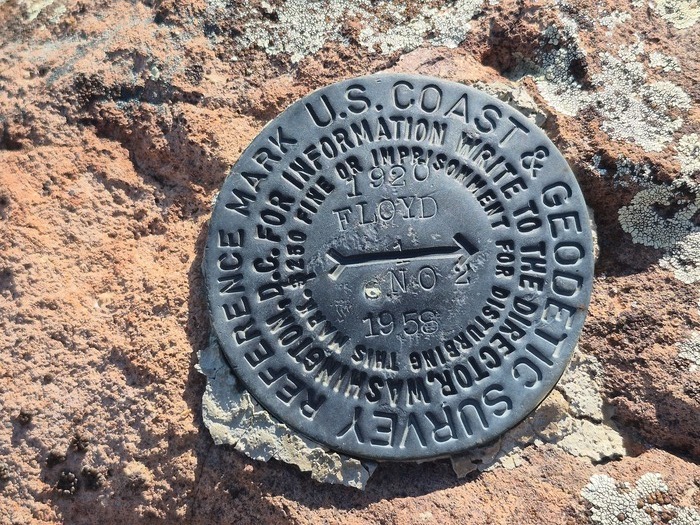 U.S. COAST & GEODETIC SURVEY REFERENCE MARK
FOR INFORMATION WRITE TO THE DIRECTOR, WASHINGTON, D.C.
$250 FINE OR IMPRISONMENT FOR DISTURBING THIS MARK.
1920
FLOYD
1
NO 2
1958